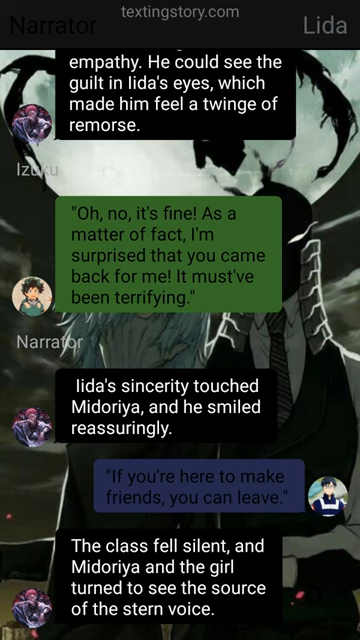 textingstory.com
Narrator
Lida
empathy. He could see the
guilt in Iida's eyes, which
made him feel a twinge of
remorse.
Izuku
"Oh, no, it's fine! As a
matter of fact, I'm
surprised that you came
back for me! It must've
been terrifying."
Narrator
Iida's sincerity touched
Midoriya, and he smiled
reassuringly.
"If you're here to make
friends, you can leave."
The class fell silent, and
Midoriya and the girl
turned to see the source
of the stern voice.